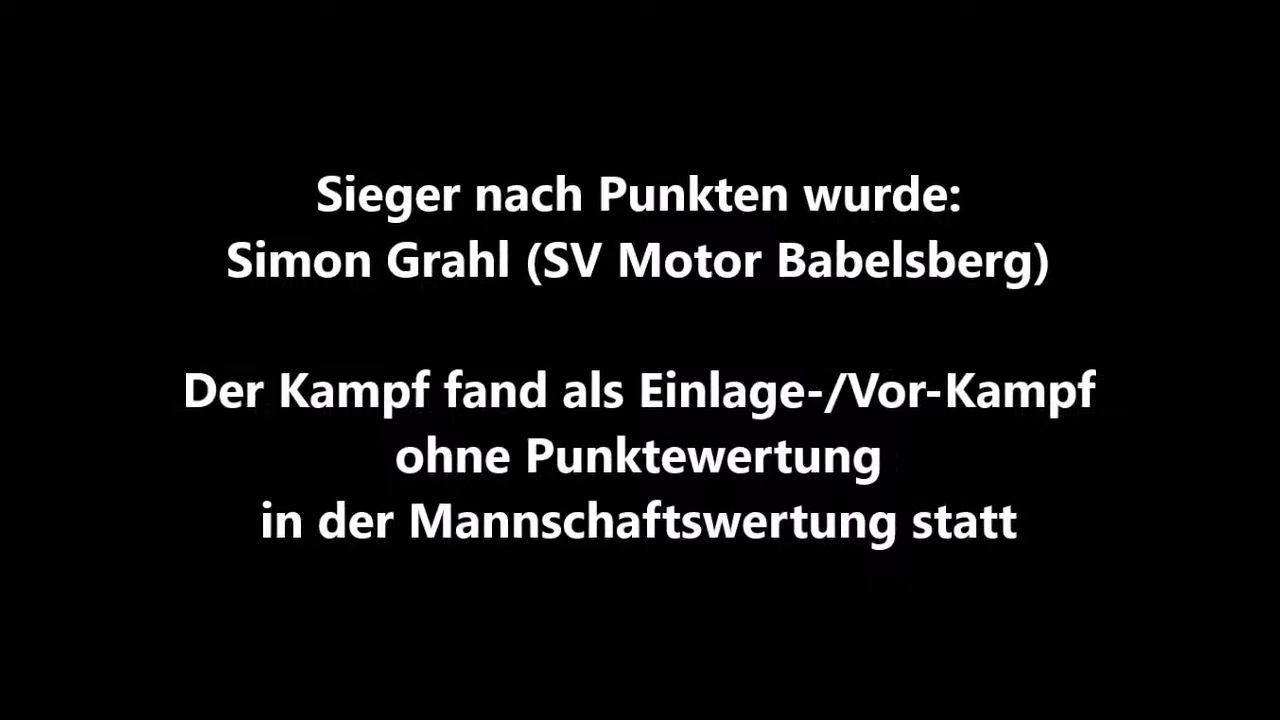 Sieger nach Punkten wurde:
Simon Grahl (SV Motor Babelsberg)
Der Kampf fand als Einlage-/Vor-Kampf
ohne Punktewertung
in der Mannschaftswertung statt